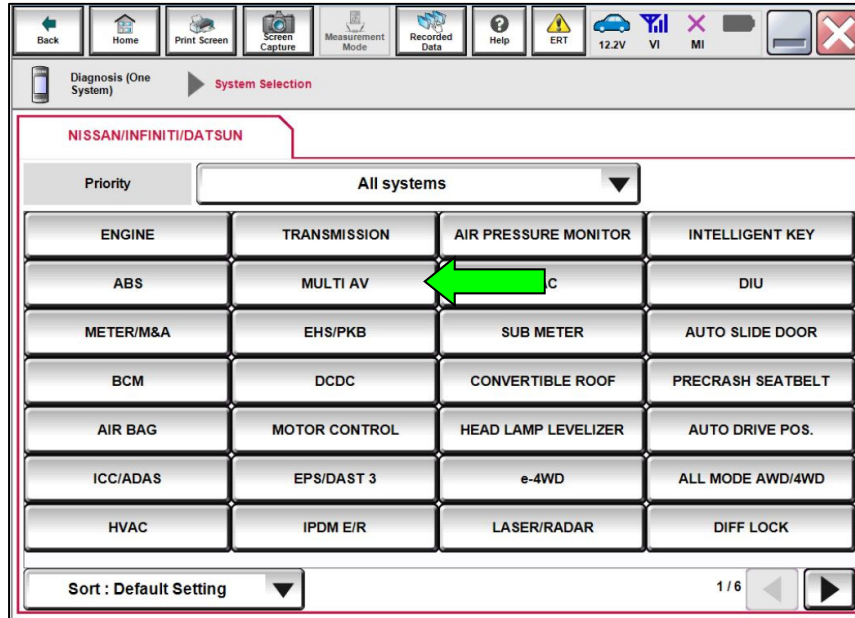 Back
Home
Print Screen
Screen
Capture
Measurement
Mode
Recorded
Data
Help
ERT
12.2V
VI
MI
Diagnosis (One
System)
System Selection
NISSAN/INFINITI/DATSUN
Priority
All systems
ENGINE TRANSMISSION AIR PRESSURE MONITOR INTELLIGENT KEY
ABS MULTI AV C DIU
METER/M&A EHS/PKB SUB METER AUTO SLIDE DOOR
BCM DCDC CONVERTIBLE ROOF PRECRASH SEATBELT
AIR BAG MOTOR CONTROL HEAD LAMP LEVELIZER AUTO DRIVE POS.
ICC/ADAS EPS/DAST 3 e-4WD ALL MODE AWD/4WD
HVAC IPDM E/R LASER/RADAR DIFF LOCK
Sort : Default Setting
1 / 6